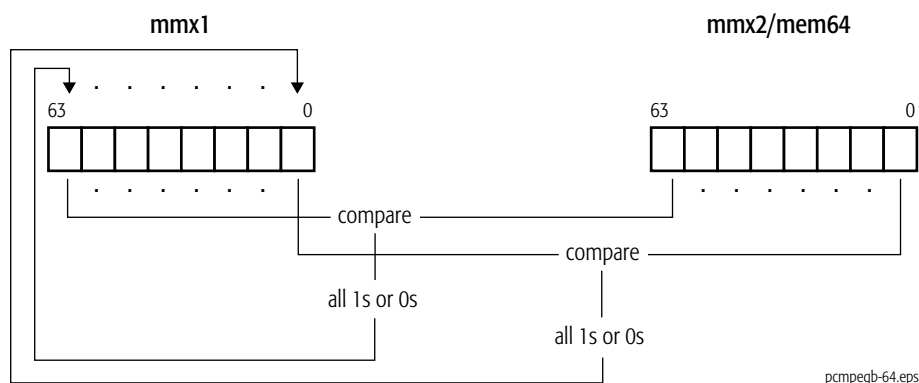 mmx1 mmx2/mem64
. . . . . .
63 0 63 0
. . . . . . . . . . . .
compare
compare
all 1s or 0s
all 1s or 0s
pcmpeqb-64.eps